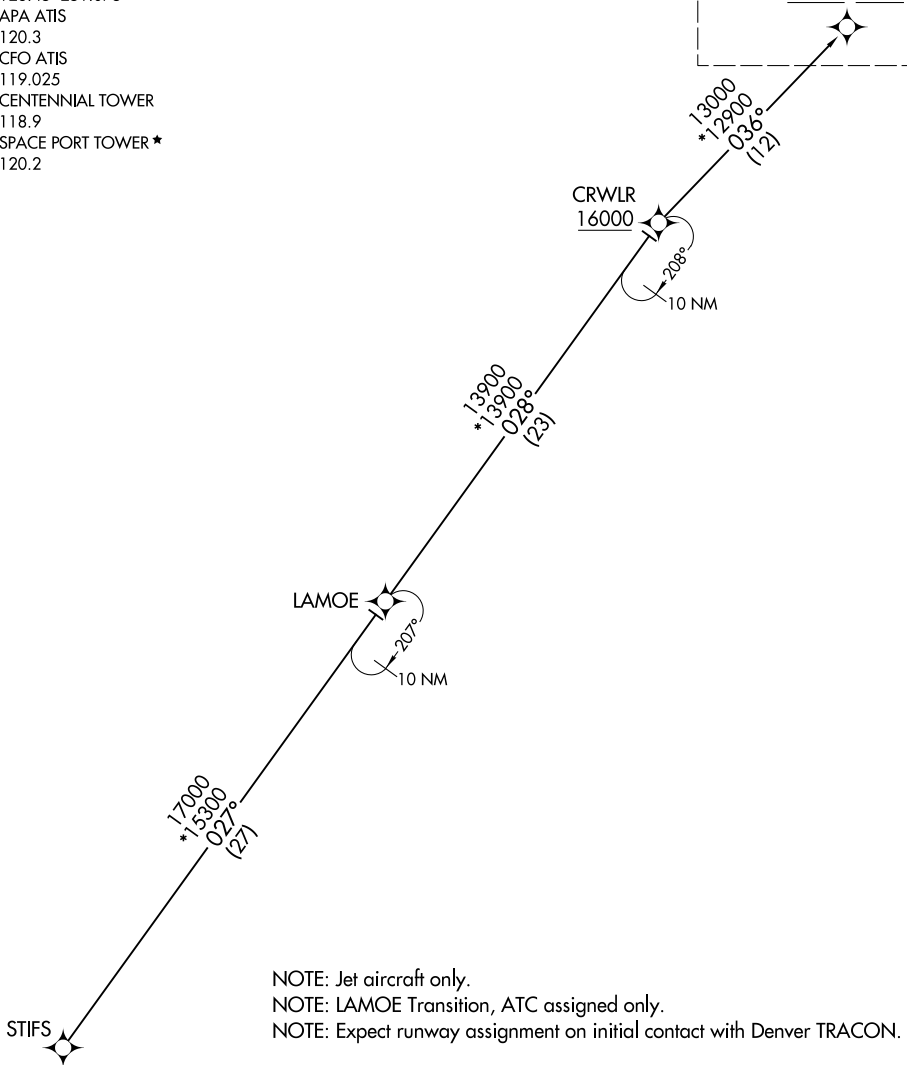 APA ATIS
120.3
CFO ATIS
119.025
CENTENNIAL TOWER
118.9
SPACE PORT TOWER★
120.2
13000
*12900
036°
(12)
CRWLR
16000
208°
10 NM
13900
*13900
028°
(23)
LAMOE
207°
10 NM
17000
*15300
027°
(27)
NOTE: Jet aircraft only.
NOTE: LAMOE Transition, ATC assigned only.
NOTE: Expect runway assignment on initial contact with Denver TRACON.
STIFS